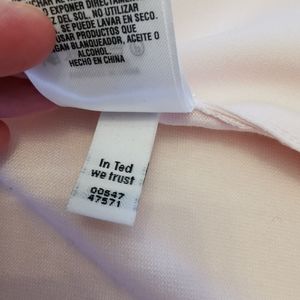 O EXPONER DIRECTAMENTE
DEL SOL. NO UTILIZAR
SE PUEDE LAVAR EN SECO.
USAR PRODUCTOS QUE
BLANQUEADOR, ACEITE O
ALCOHOL.
HECHO EN CHINA
In Ted
we trust
00547
47571